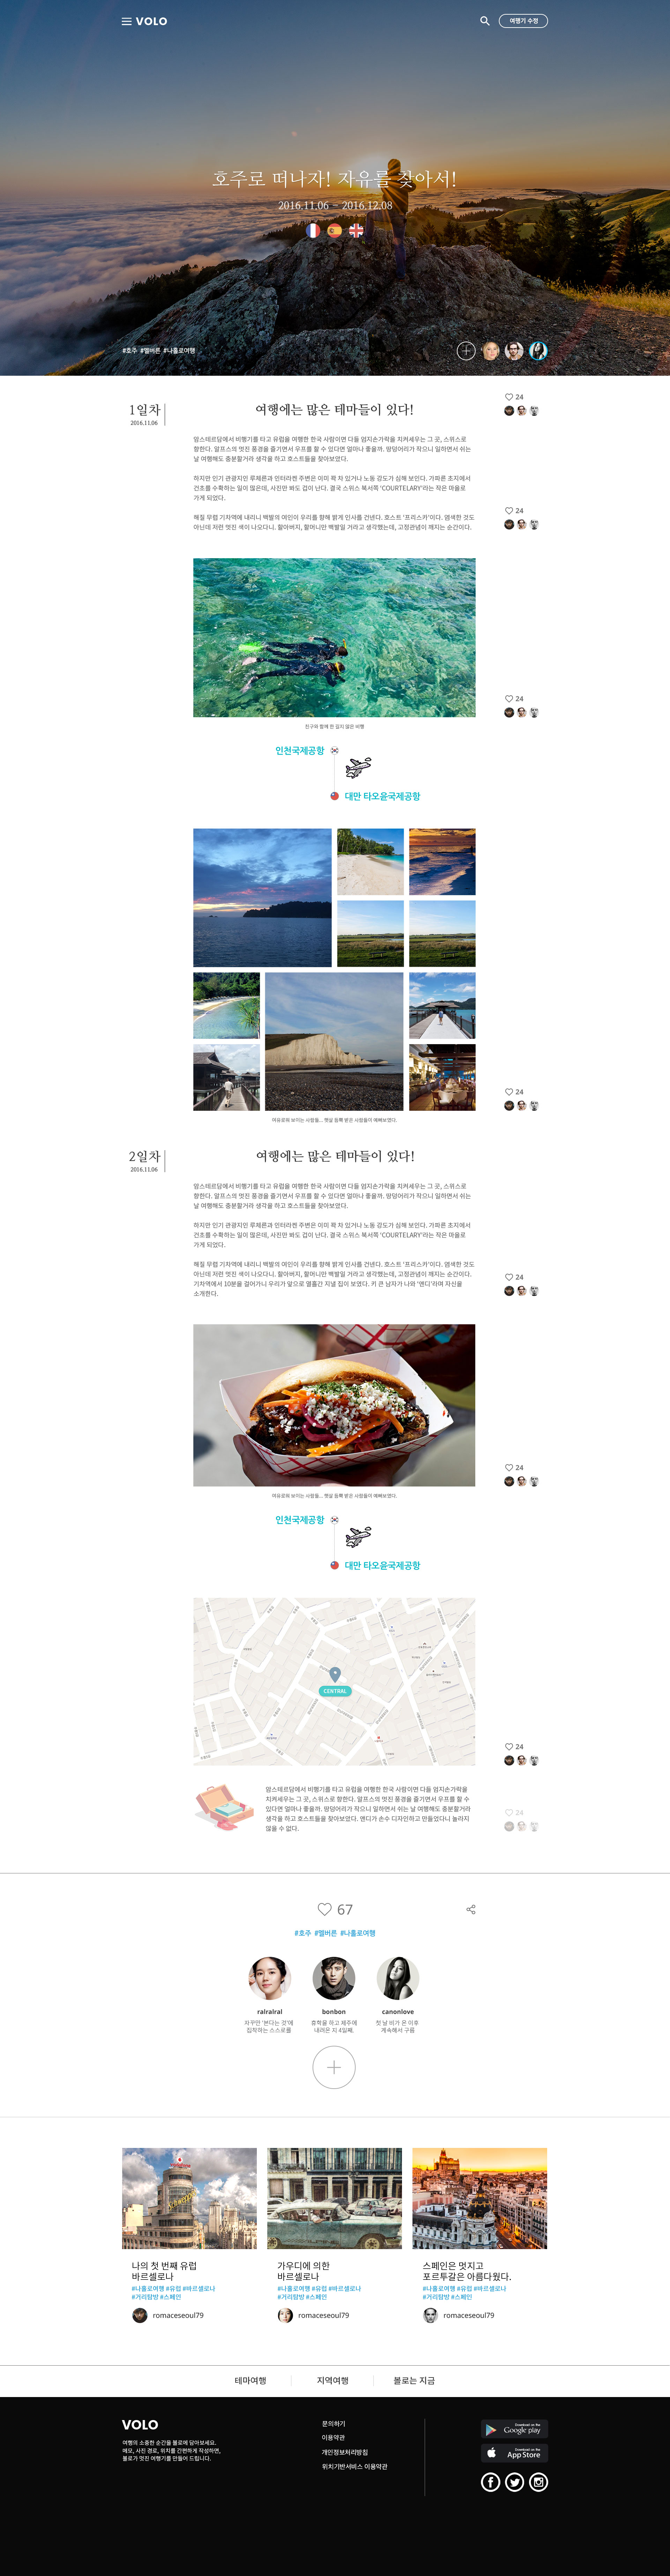 VOLO
여행기 수정
호주로 떠나자! 자유를 찾아서!
2016.11.06 - 2016.12.08
#호주 #멜버른 #나홀로여행
1일차
2016.11.06
여행에는 많은 테마들이 있다!
24
암스테르담에서 비행기를 타고 유럽을 여행한 한국 사람이면 다들 엄지손가락을 치켜세우는 그 곳, 스위스로
향한다. 알프스의 멋진 풍경을 즐기면서 우프를 할 수 있다면 얼마나 좋을까. 땅덩어리가 작으니 일하면서 쉬는
날 여행해도 충분할거라 생각을 하고 호스트들을 찾아보았다.
하지만 인기 관광지인 루체른과 인터라켄 주변은 이미 꽉 차 있거나 노동 강도가 심해 보인다. 가파른 초지에서
건초를 수확하는 일이 많은데, 사진만 봐도 겁이 난다. 결국 스위스 북서쪽 'COURTELARY'라는 작은 마을로
가게 되었다.
해질 무렵 기차역에 내리니 백발의 여인이 우리를 향해 밝게 인사를 건넨다. 호스트 '프리스카'이다. 염색한 것도
아닌데 저런 멋진 색이 나오다니. 할아버지, 할머니만 백발일 거라고 생각했는데, 고정관념이 깨지는 순간이다.
24
24
친구와 함께 한 길지 않은 비행
인천국제공항
대만 타오윤국제공항
24
여유로워 보이는 사람들... 햇살 듬뿍 받은 사람들이 예뻐보였다.
2일차
2016.11.06
여행에는 많은 테마들이 있다!
암스테르담에서 비행기를 타고 유럽을 여행한 한국 사람이면 다들 엄지손가락을 치켜세우는 그 곳, 스위스로
향한다. 알프스의 멋진 풍경을 즐기면서 우프를 할 수 있다면 얼마나 좋을까. 땅덩어리가 작으니 일하면서 쉬는
날 여행해도 충분할거라 생각을 하고 호스트들을 찾아보았다.
하지만 인기 관광지인 루체른과 인터라켄 주변은 이미 꽉 차 있거나 노동 강도가 심해 보인다. 가파른 초지에서
건초를 수확하는 일이 많은데, 사진만 봐도 겁이 난다. 결국 스위스 북서쪽 'COURTELARY'라는 작은 마을로
가게 되었다.
해질 무렵 기차역에 내리니 백발의 여인이 우리를 향해 밝게 인사를 건넨다. 호스트 '프리스카'이다. 염색한 것도
아닌데 저런 멋진 색이 나오다니. 할아버지, 할머니만 백발일 거라고 생각했는데, 고정관념이 깨지는 순간이다.
기차역에서 10분을 걸어가니 우리가 앞으로 열흘간 지낼 집이 보였다. 키 큰 남자가 나와 '앤디'라며 자신을
소개한다.
24
24
여유로워 보이는 사람들... 햇살 듬뿍 받은 사람들이 예뻐보였다.
인천국제공항
대만 타오윤국제공항
CENTRAL
24
암스테르담에서 비행기를 타고 유럽을 여행한 한국 사람이면 다들 엄지손가락을
치켜세우는 그 곳, 스위스로 향한다. 알프스의 멋진 풍경을 즐기면서 우프를 할 수
있다면 얼마나 좋을까. 땅덩어리가 작으니 일하면서 쉬는 날 여행해도 충분할거라
생각을 하고 호스트들을 찾아보았다. 앤디가 손수 디자인하고 만들었다니 놀라지
않을 수 없다.
24
67
#호주 #멜버른 #나홀로여행
ralralral
자꾸만 '본다는 것'에
집착하는 스스로를
bonbon
휴학을 하고 제주에
내려온 지 4일째.
canonlove
첫 날 비가 온 이후
계속해서 구름
나의 첫 번째 유럽
바르셀로나
#나홀로여행 #유럽 #바르셀로나
#거리탐방 #스페인
romaceseoul79
가우디에 의한
바르셀로나
#나홀로여행 #유럽 #바르셀로나
#거리탐방 #스페인
romaceseoul79
스페인은 멋지고
포르투갈은 아름다웠다.
#나홀로여행 #유럽 #바르셀로나
#거리탐방 #스페인
romaceseoul79
테마여행
지역여행
볼로는 지금
VOLO
여행의 소중한 순간을 볼로에 담아보세요.
메모, 사진 경로, 위치를 간편하게 작성하면,
볼로가 멋진 여행기를 만들어 드립니다.
문의하기
이용약관
개인정보처리방침
위치기반서비스 이용약관
Download on the
Google play
Download on the
App Store